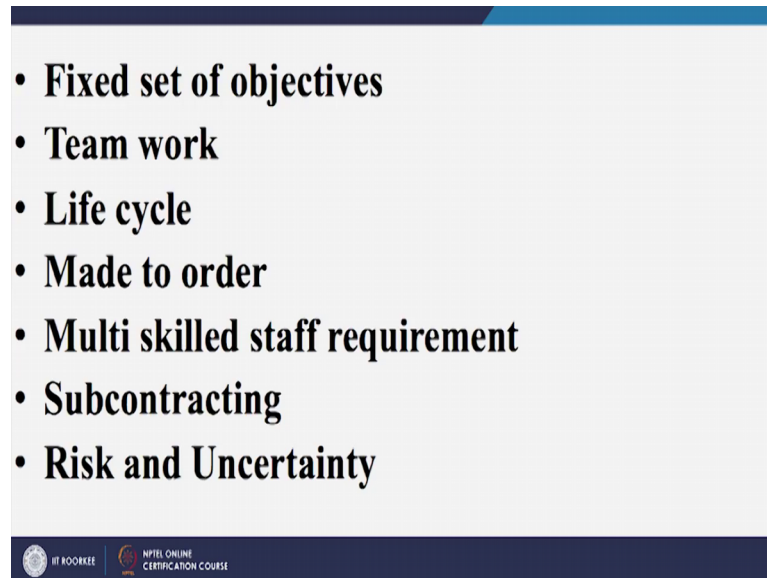 • Fixed set of objectives
• Team work
• Life cycle
• Made to order
• Multi skilled staff requirement
• Subcontracting
• Risk and Uncertainty
IIT ROORKEE
NPTEL ONLINE
CERTIFICATION COURSE